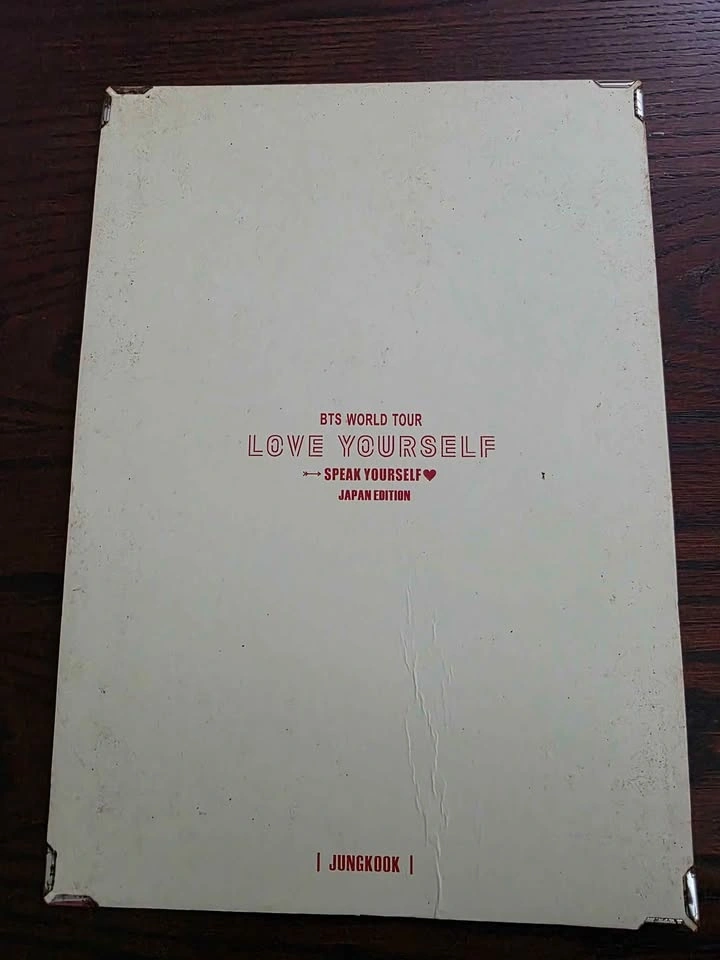 BTS WORLD TOUR
LOVE YOURSELF
SPEAK YOURSELF♥
JAPAN EDITION
| JUNGKOOK |